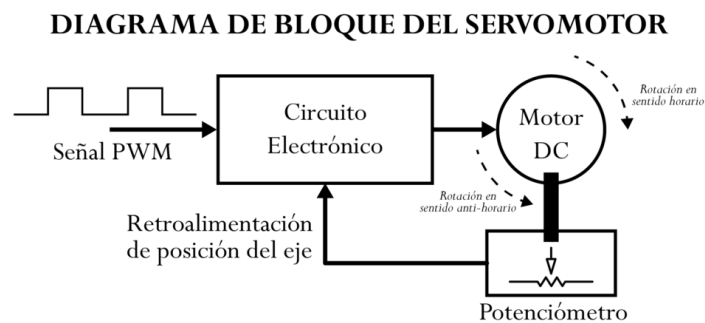 DIAGRAMA DE BLOQUE DEL SERVOMOTOR
Señal PWM
Circuito
Electrónico
Motor
DC
Rotación en
sentido horario
Rotación en
sentido anti-horario
Retroalimentación
de posición del eje
Potenciómetro